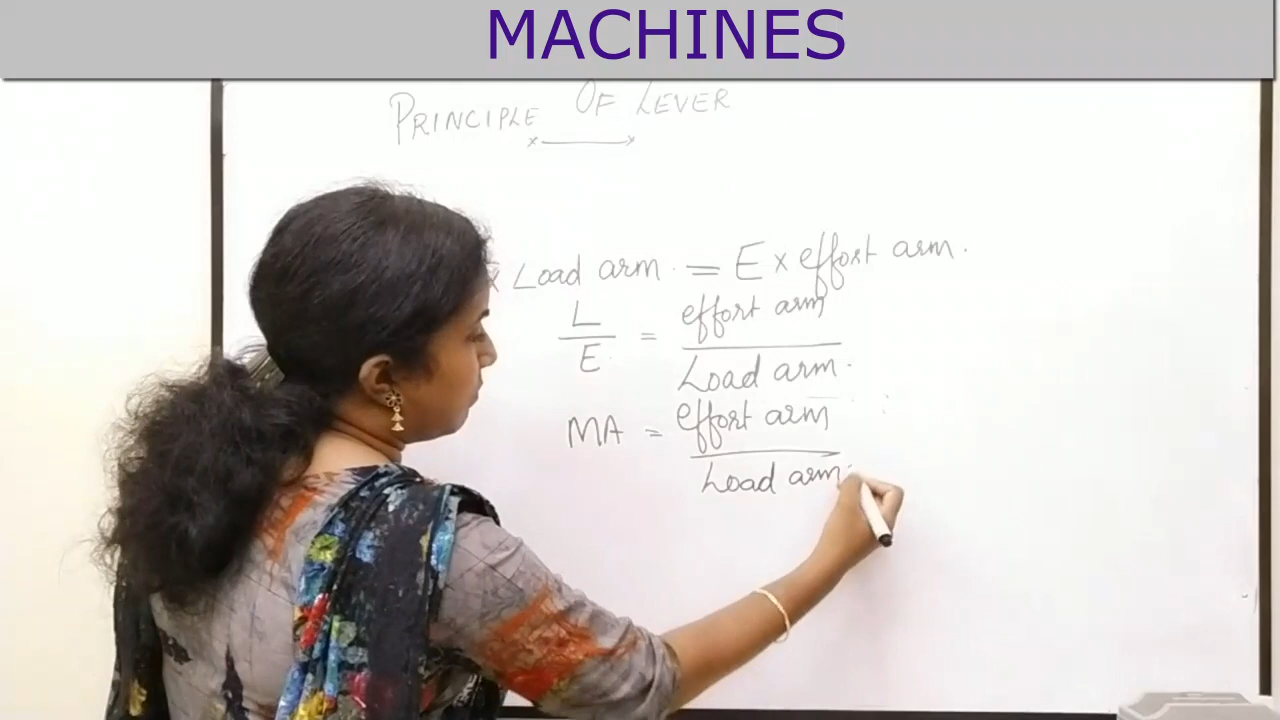 MACHINES
PRINCIPLE OF LEVER
x Load arm = E x effort arm.
L/E = effort arm/Load arm.
MA = effort arm/Load arm.